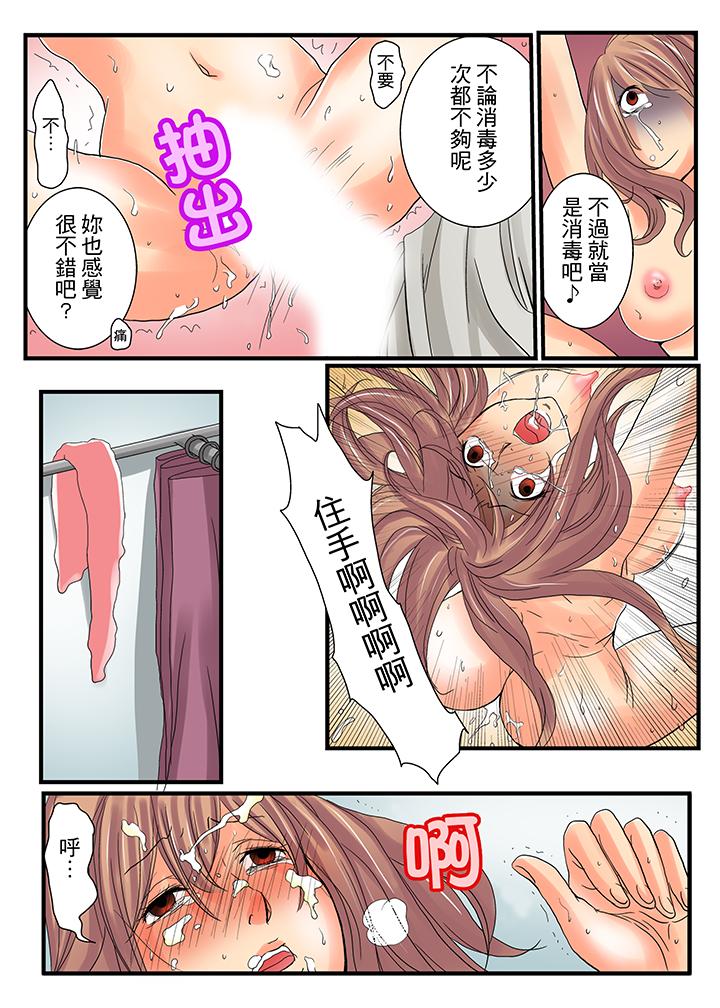 不過就當
是消毒吧♪
不論消毒多少
次都不夠呢
不要
抽出
不…
妳也感覺
很不錯吧？
痛
住手啊啊啊啊
啊
呼…